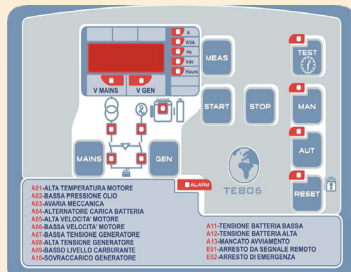 A
KVA
Hz
Vdc
Hours
V MAINS
V GEN
MEAS
TEST
START
STOP
MAN
MAINS
GEN
AUT
ALARM
TE806
RESET
A01-ALTA TEMPERATURA MOTORE
A02-BASSA PRESSIONE OLIO
A03-AVARIA MECCANICA
A04-ALTERNATORE CARICA BATTERIA
A05-ALTA VELOCITA' MOTORE
A06-BASSA VELOCITA' MOTORE
A07-BASSA TENSIONE GENERATORE
A08-ALTA TENSIONE GENERATORE
A09-BASSO LIVELLO CARBURANTE
A10-SOVRACCARICO GENERATORE
A11-TENSIONE BATTERIA BASSA
A12-TENSIONE BATTERIA ALTA
A13-MANCATO AVVIAMENTO
E01-ARRESTO DA SEGNALE REMOTO
E02-ARRESTO DI EMERGENZA